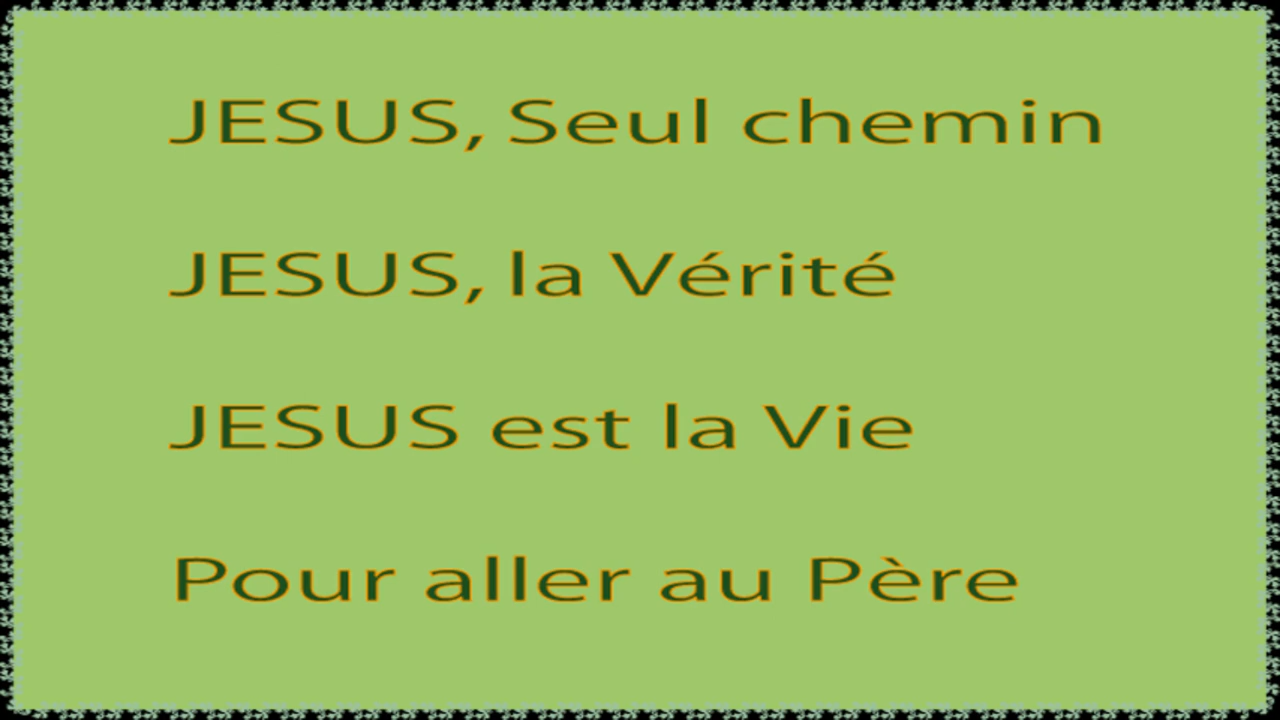 JESUS, Seul chemin
JESUS, la Vérité
JESUS est la Vie
Pour aller au Père